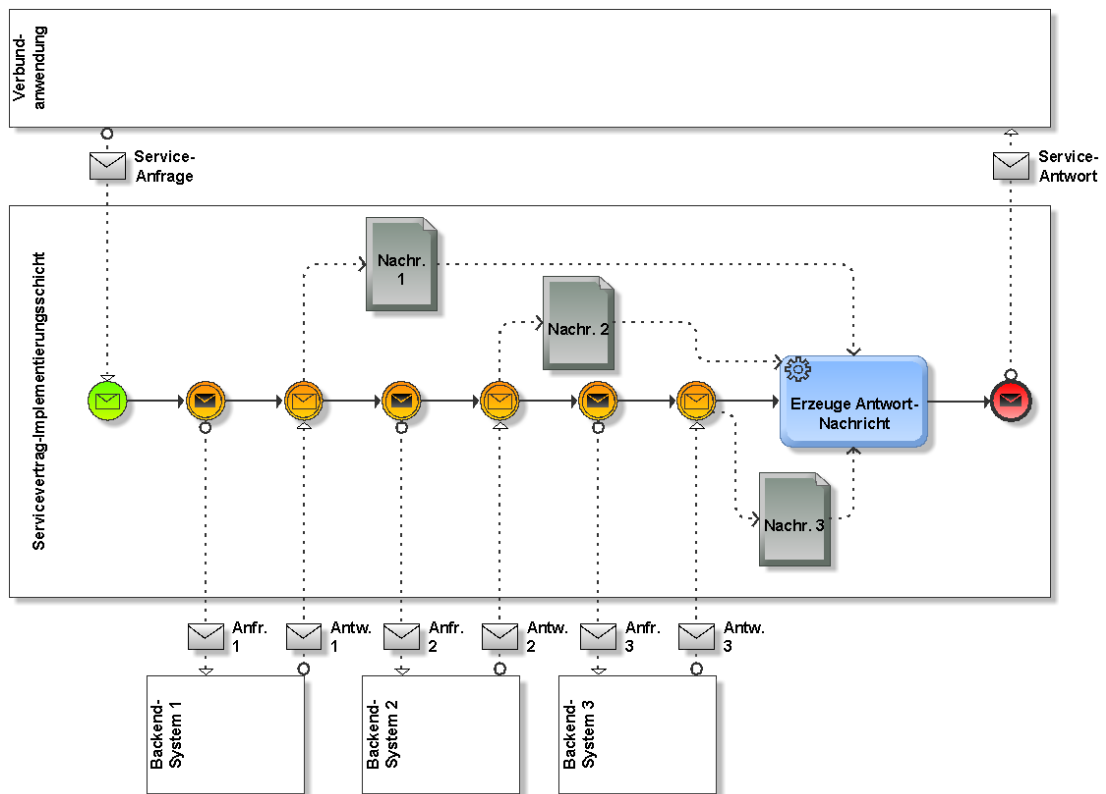 Verbund-
anwendung
Service-
Anfrage
Service-
Antwort
Servicevertrag-Implementierungsschicht
Nachr.
1
Nachr. 2
Erzeuge Antwort-
Nachricht
Nachr. 3
Anfr.
1
Antw.
1
Anfr.
2
Antw.
2
Anfr.
3
Antw.
3
Backend-
System 1
Backend-
System 2
Backend-
System 3